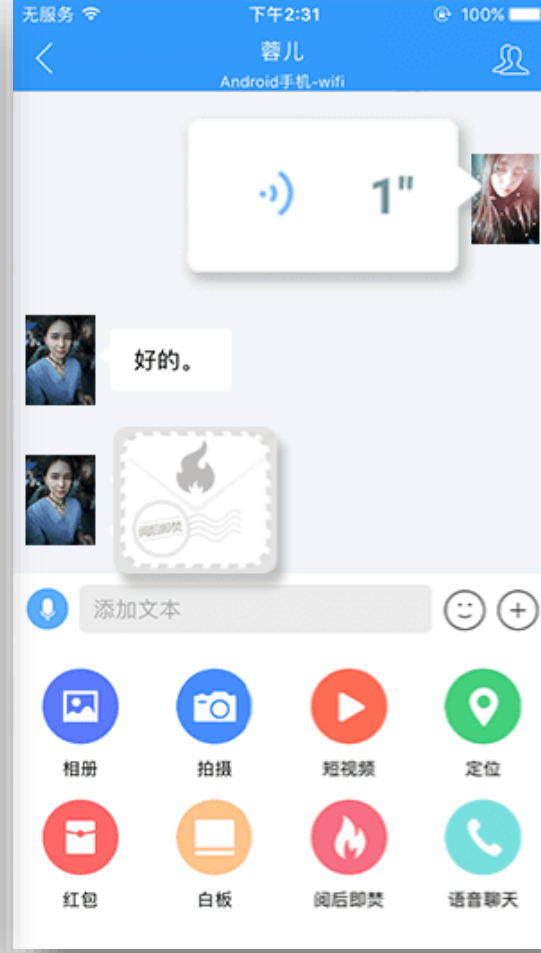 无服务 下午2:31 100%
蓉儿
Android手机-wifi
1"
好的。
阅后即焚
添加文本
相册 拍摄 短视频 定位
红包 白板 阅后即焚 语音聊天